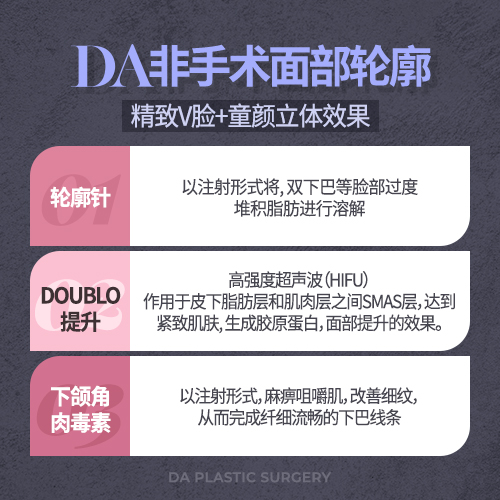 DA非手术面部轮廓
精致V脸+童颜立体效果
01
轮廓针
以注射形式将, 双下巴等脸部过度
堆积脂肪进行溶解
02
DOUBLO
提升
高强度超声波 (HIFU)
作用于皮下脂肪层和肌肉层之间SMAS层, 达到
紧致肌肤, 生成胶原蛋白, 面部提升的效果。
03
下颌角
肉毒素
以注射形式, 麻痹咀嚼肌, 改善细纹,
从而完成纤细流畅的下巴线条
DA PLASTIC SURGERY